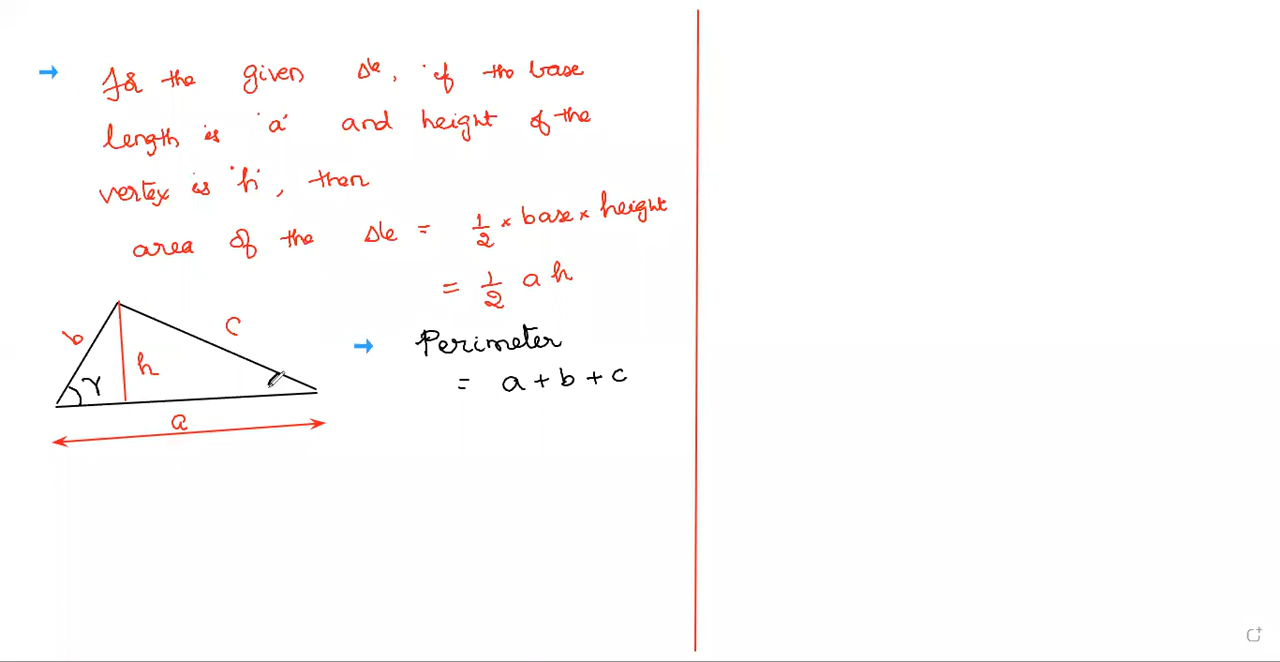 → for the given Δle, if the base
length is 'a' and height of the
vertex is 'h', then
area of the Δle = 1/2 × base × height
= 1/2 a h
b
c
h
γ
a
→ Perimeter
= a + b + c